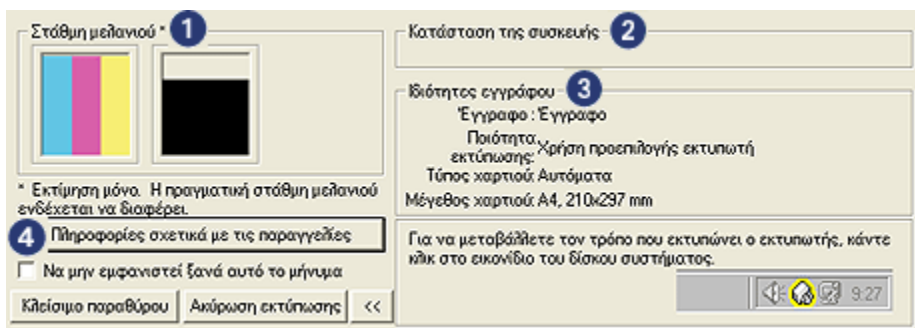 Στάθμη μελανιού * 1
* Εκτίμηση μόνο. Η πραγματική στάθμη μελανιού
ενδέχεται να διαφέρει.
4 Πληροφορίες σχετικά με τις παραγγελίες
Να μην εμφανιστεί ξανά αυτό το μήνυμα
Κλείσιμο παραθύρου Ακύρωση εκτύπωσης <<
Κατάσταση της συσκευής 2
Ιδιότητες εγγράφου 3
Έγγραφο : Έγγραφο
Ποιότητα
εκτύπωσης: Χρήση προεπιλογής εκτυπωτή
Τύπος χαρτιού: Αυτόματα
Μέγεθος χαρτιού: A4, 210x297 mm
Για να μεταβάλλετε τον τρόπο που εκτυπώνει ο εκτυπωτής, κάντε
κλικ στο εικονίδιο του δίσκου συστήματος.
9:27